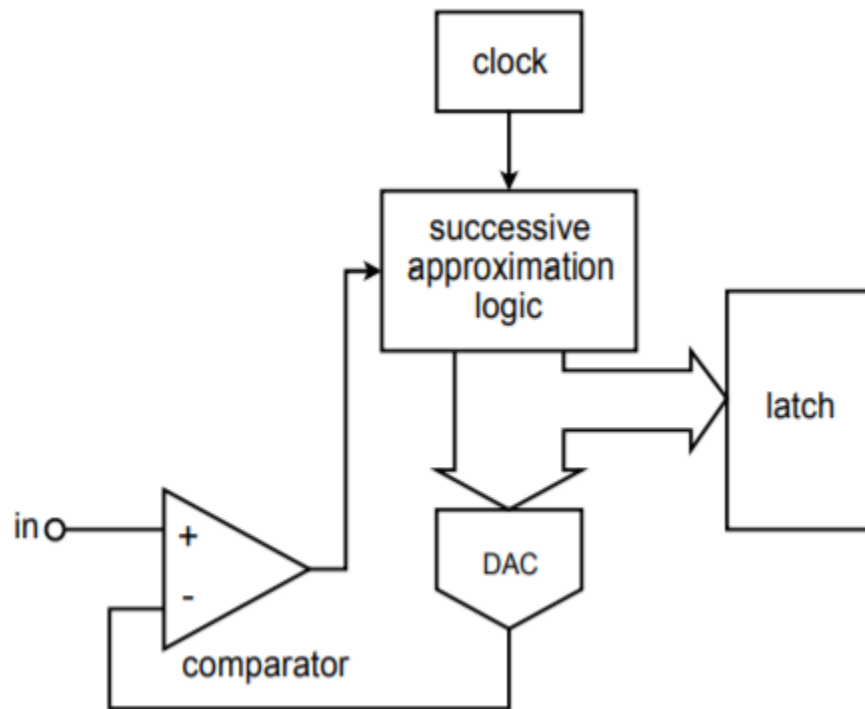 clock
successive
approximation
logic
latch
in
+
-
DAC
comparator